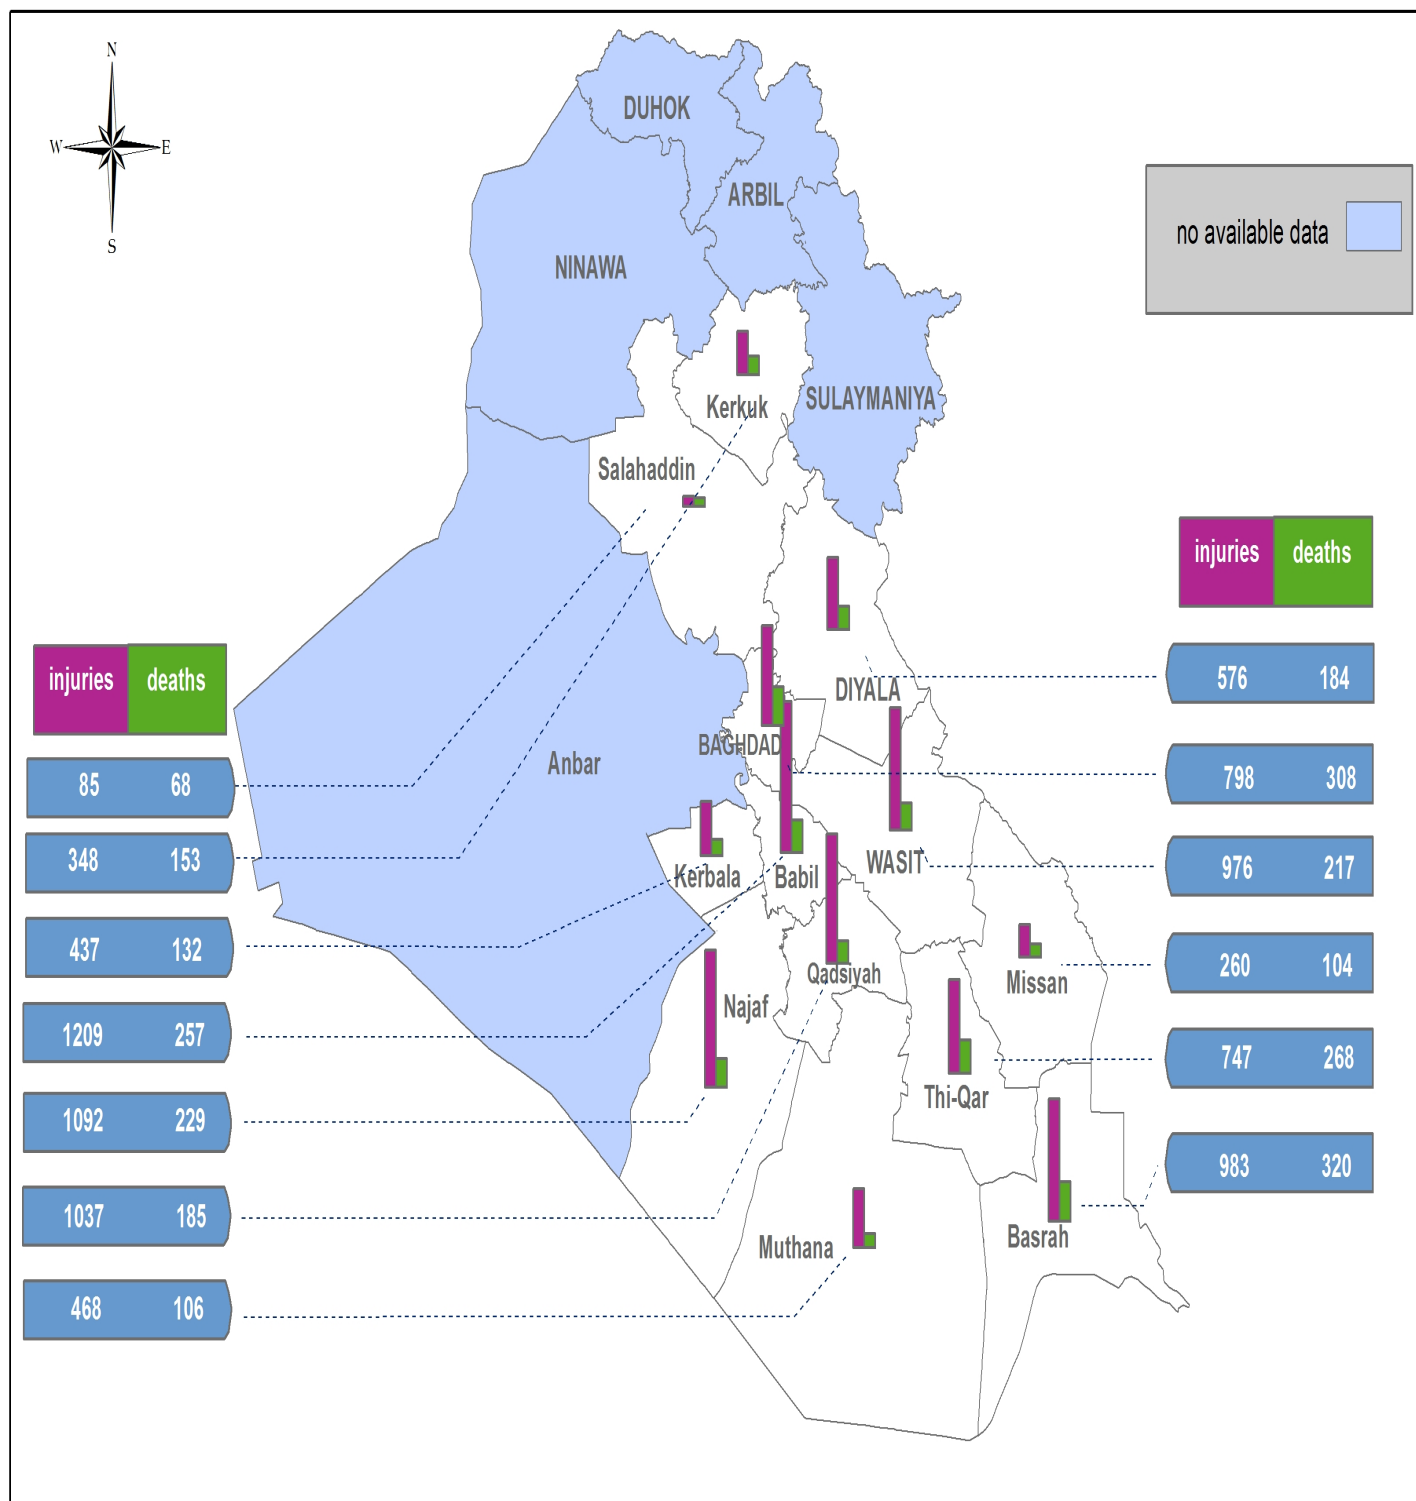 N
W E
S
DUHOK
ARBIL
NINAWA
no available data
Kerkuk
SULAYMANIYA
Salahaddin
injuries deaths
576 184
DIYALA
injuries deaths
BAGHDAD
Anbar
798 308
85 68
348 153
Kerbala
Babil
WASIT
976 217
437 132
260 104
Missan
Qadsiyah
Najaf
1209 257
747 268
Thi-Qar
1092 229
983 320
1037 185
Basrah
Muthana
468 106